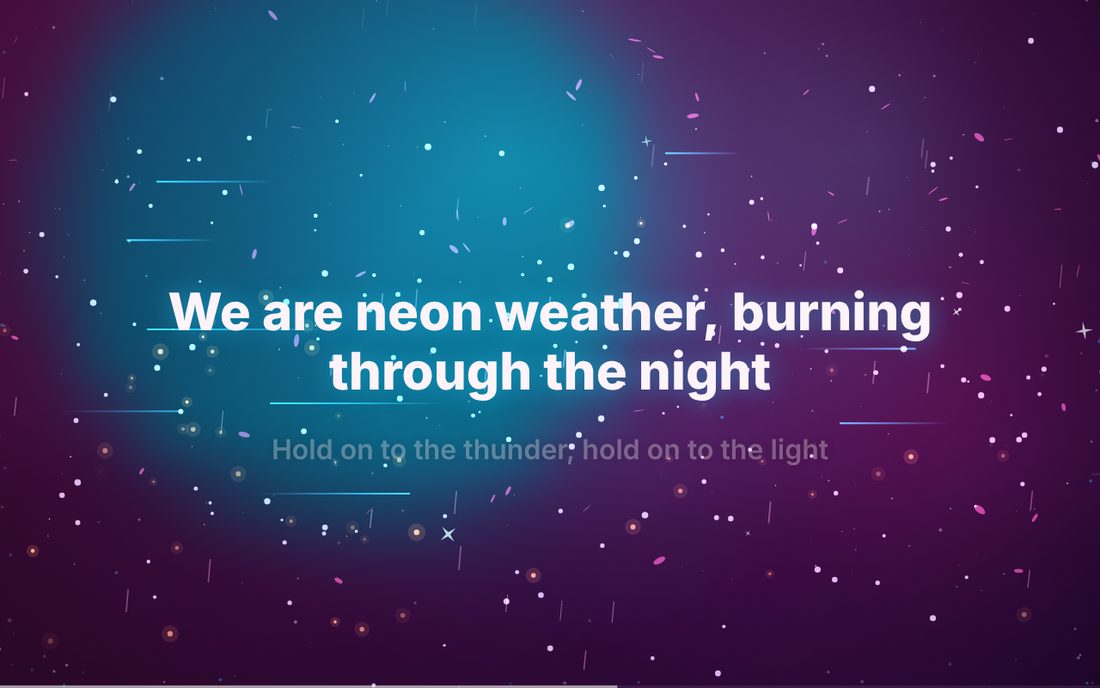 We are neon weather, burning
through the night
Hold on to the thunder, hold on to the light